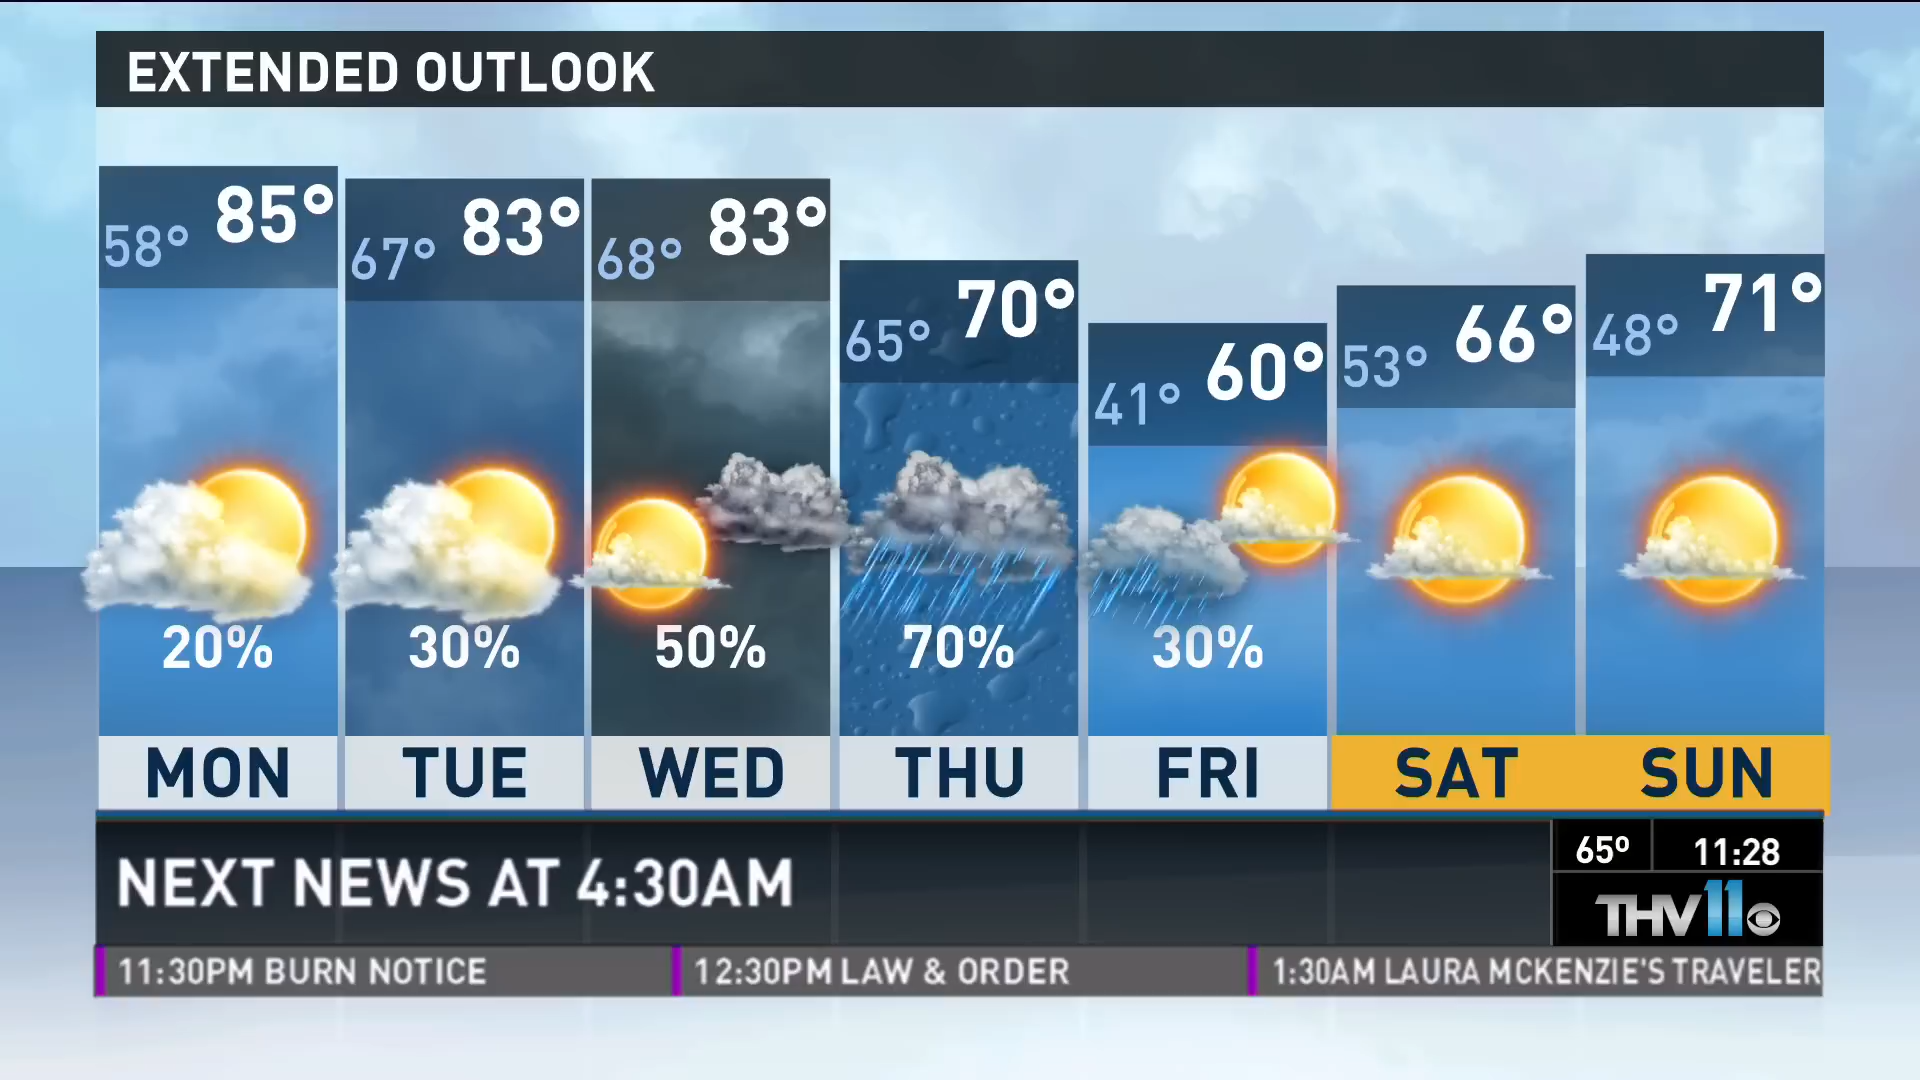 EXTENDED OUTLOOK
58° 85°
67° 83°
68° 83°
65° 70°
41° 60°
53° 66°
48° 71°
20%
30%
50%
70%
30%
MON
TUE
WED
THU
FRI
SAT
SUN
NEXT NEWS AT 4:30AM
65° 11:28
THV11
11:30PM BURN NOTICE
12:30PM LAW & ORDER
1:30AM LAURA MCKENZIE'S TRAVELER